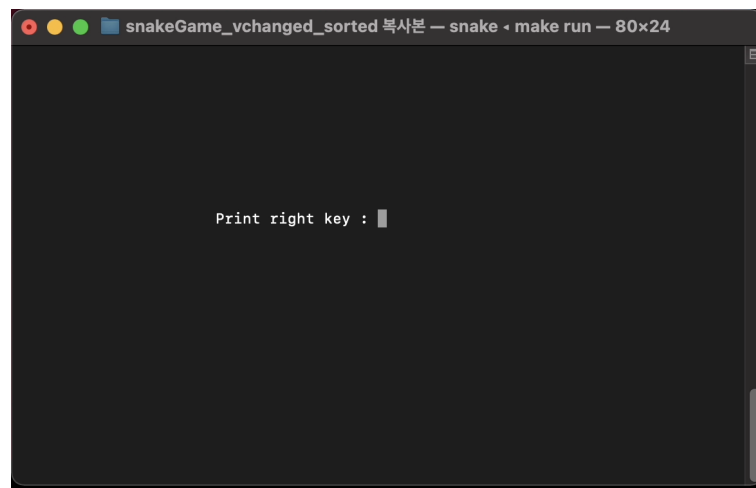 snakeGame_vchanged_sorted 복사본 — snake ◂ make run — 80×24
Print right key :